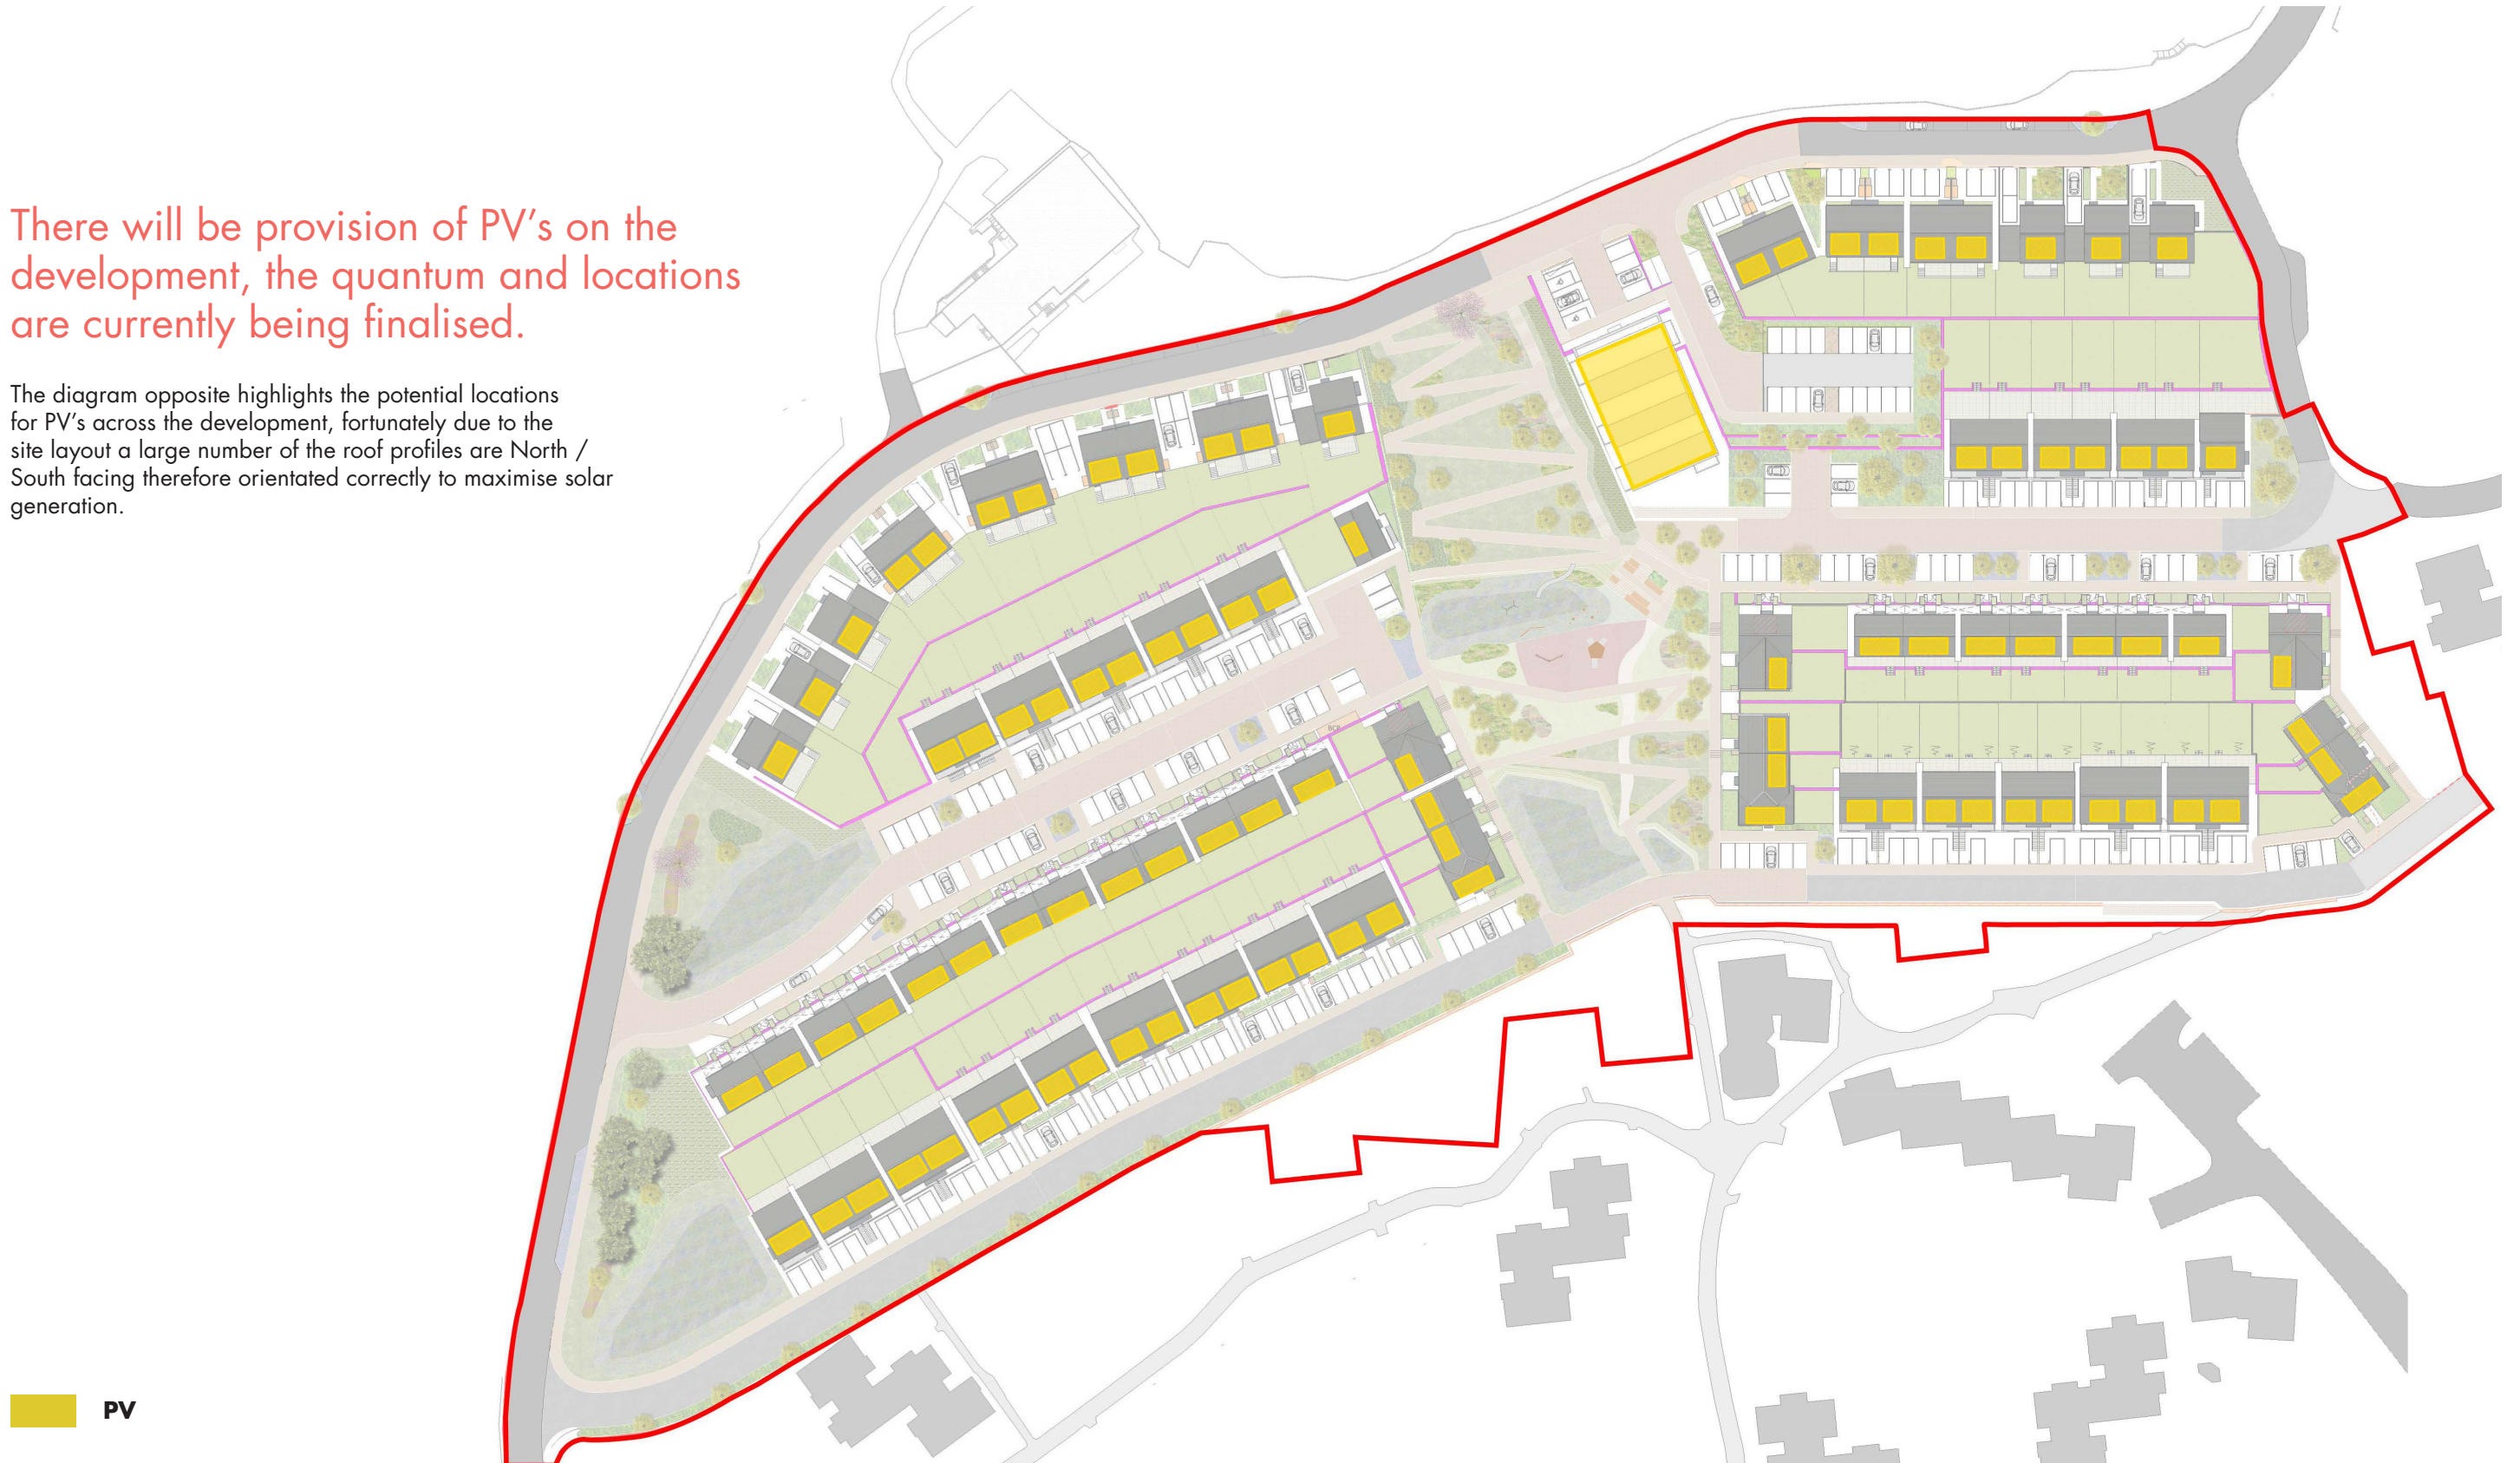 There will be provision of PV’s on the
development, the quantum and locations
are currently being finalised.
The diagram opposite highlights the potential locations
for PV’s across the development, fortunately due to the
site layout a large number of the roof profiles are North /
South facing therefore orientated correctly to maximise solar
generation.
PV